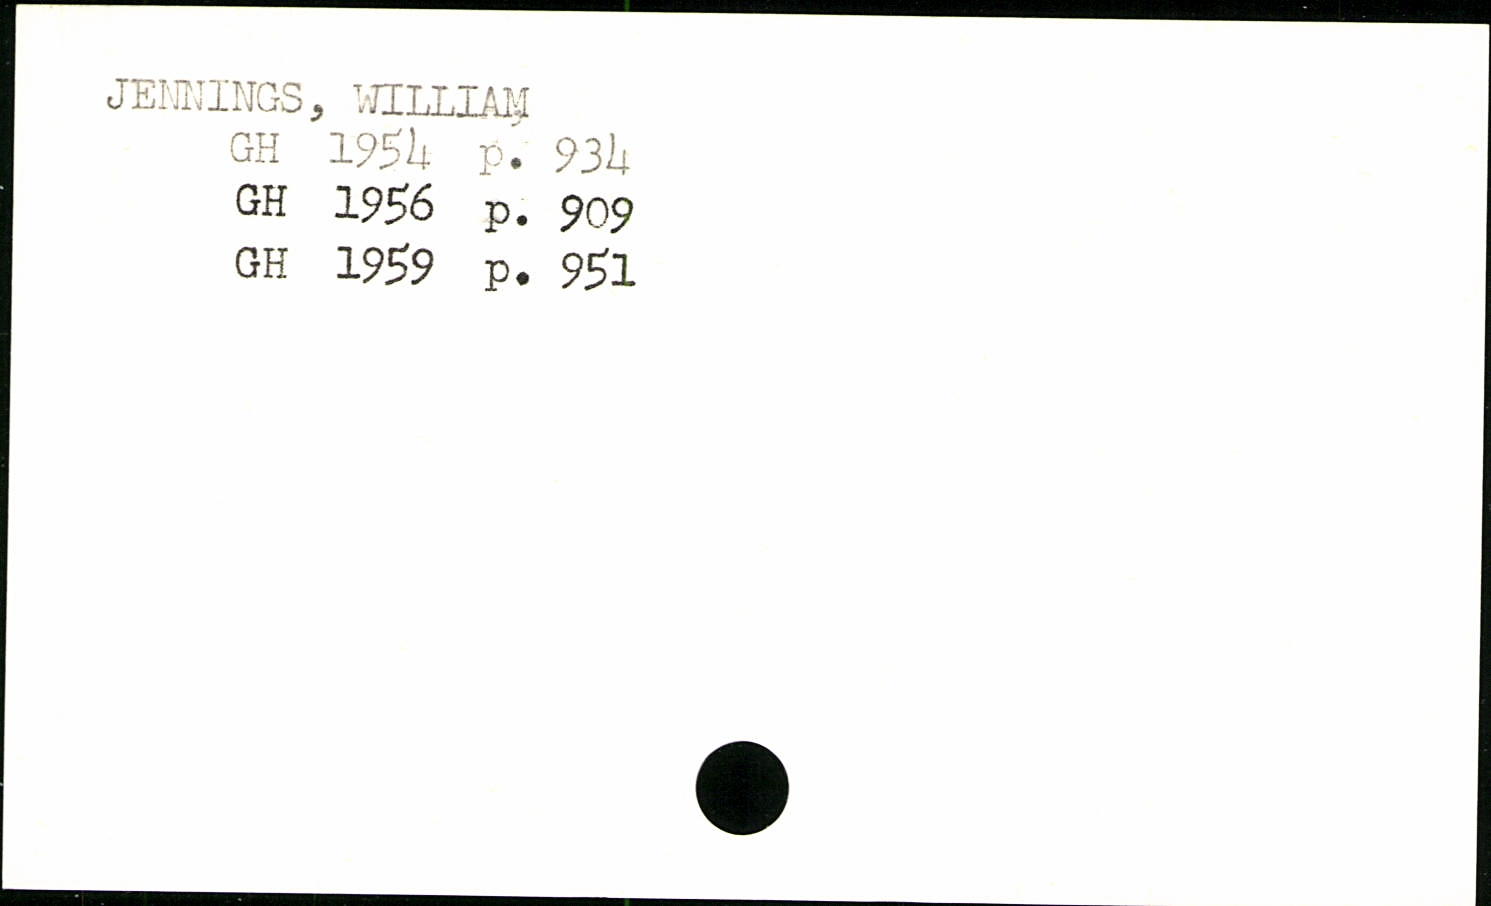 JENNINGS, WILLIAM,
GH 1954 p. 934
GH 1956 p. 909
GH 1959 p. 951